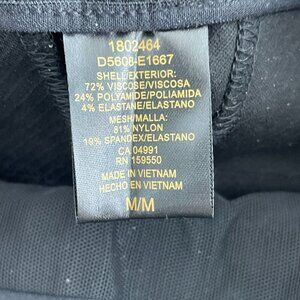 1802464
D5608-E1667
SHELL/EXTERIOR:
72% VISCOSE/VISCOSA
24% POLYAMIDE/POLIAMIDA
4% ELASTANE/ELASTANO
MESH/MALLA:
81% NYLON
19% SPANDEX/ELASTANO
CA 04991
RN 159550
MADE IN VIETNAM
HECHO EN VIETNAM
M/M